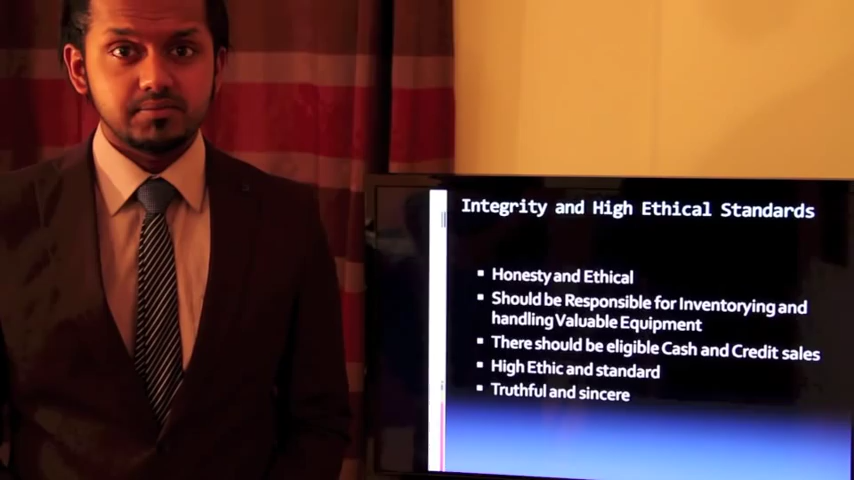 Integrity and High Ethical Standards
▪ Honesty and Ethical
▪ Should be Responsible for Inventorying and
handling Valuable Equipment
▪ There should be eligible Cash and Credit sales
▪ High Ethic and standard
▪ Truthful and sincere